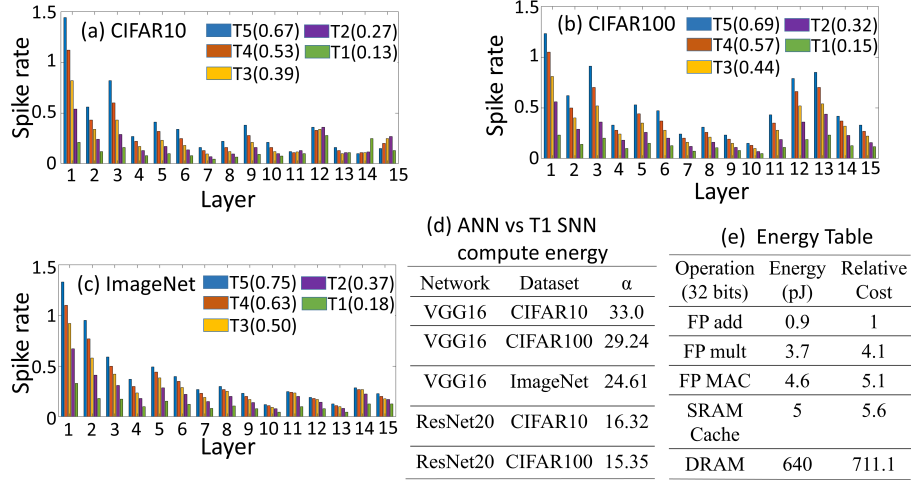 (a) CIFAR10
T5(0.67) T2(0.27)
T4(0.53) T1(0.13)
T3(0.39)
Spike rate
1.5
1
0.5
0
1 2 3 4 5 6 7 8 9 10 11 12 13 14 15
Layer
(b) CIFAR100
T5(0.69) T2(0.32)
T4(0.57) T1(0.15)
T3(0.44)
Spike rate
1.5
1
0.5
0
1 2 3 4 5 6 7 8 9 10 11 12 13 14 15
Layer
(c) ImageNet
T5(0.75) T2(0.37)
T4(0.63) T1(0.18)
T3(0.50)
Spike rate
1.5
1
0.5
0
1 2 3 4 5 6 7 8 9 10 11 12 13 14 15
Layer
(d) ANN vs T1 SNN
compute energy
Network Dataset α
VGG16 CIFAR10 33.0
VGG16 CIFAR100 29.24
VGG16 ImageNet 24.61
ResNet20 CIFAR10 16.32
ResNet20 CIFAR100 15.35
(e) Energy Table
Operation Energy Relative
(32 bits) (pJ) Cost
FP add 0.9 1
FP mult 3.7 4.1
FP MAC 4.6 5.1
SRAM 5 5.6
Cache
DRAM 640 711.1